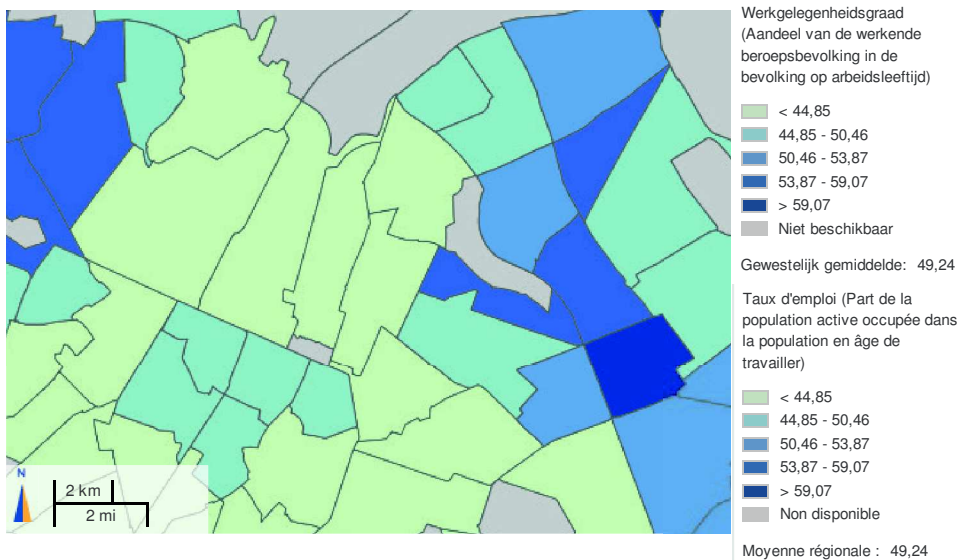 Werkgelegenheidsgraad
(Aandeel van de werkende
beroepsbevolking in de
bevolking op arbeidsleeftijd)
< 44,85
44,85 - 50,46
50,46 - 53,87
53,87 - 59,07
> 59,07
Niet beschikbaar
Gewestelijk gemiddelde: 49,24
Taux d'emploi (Part de la
population active occupée dans
la population en âge de
travailler)
< 44,85
44,85 - 50,46
50,46 - 53,87
53,87 - 59,07
> 59,07
Non disponible
Moyenne régionale : 49,24
N
2 km
2 mi